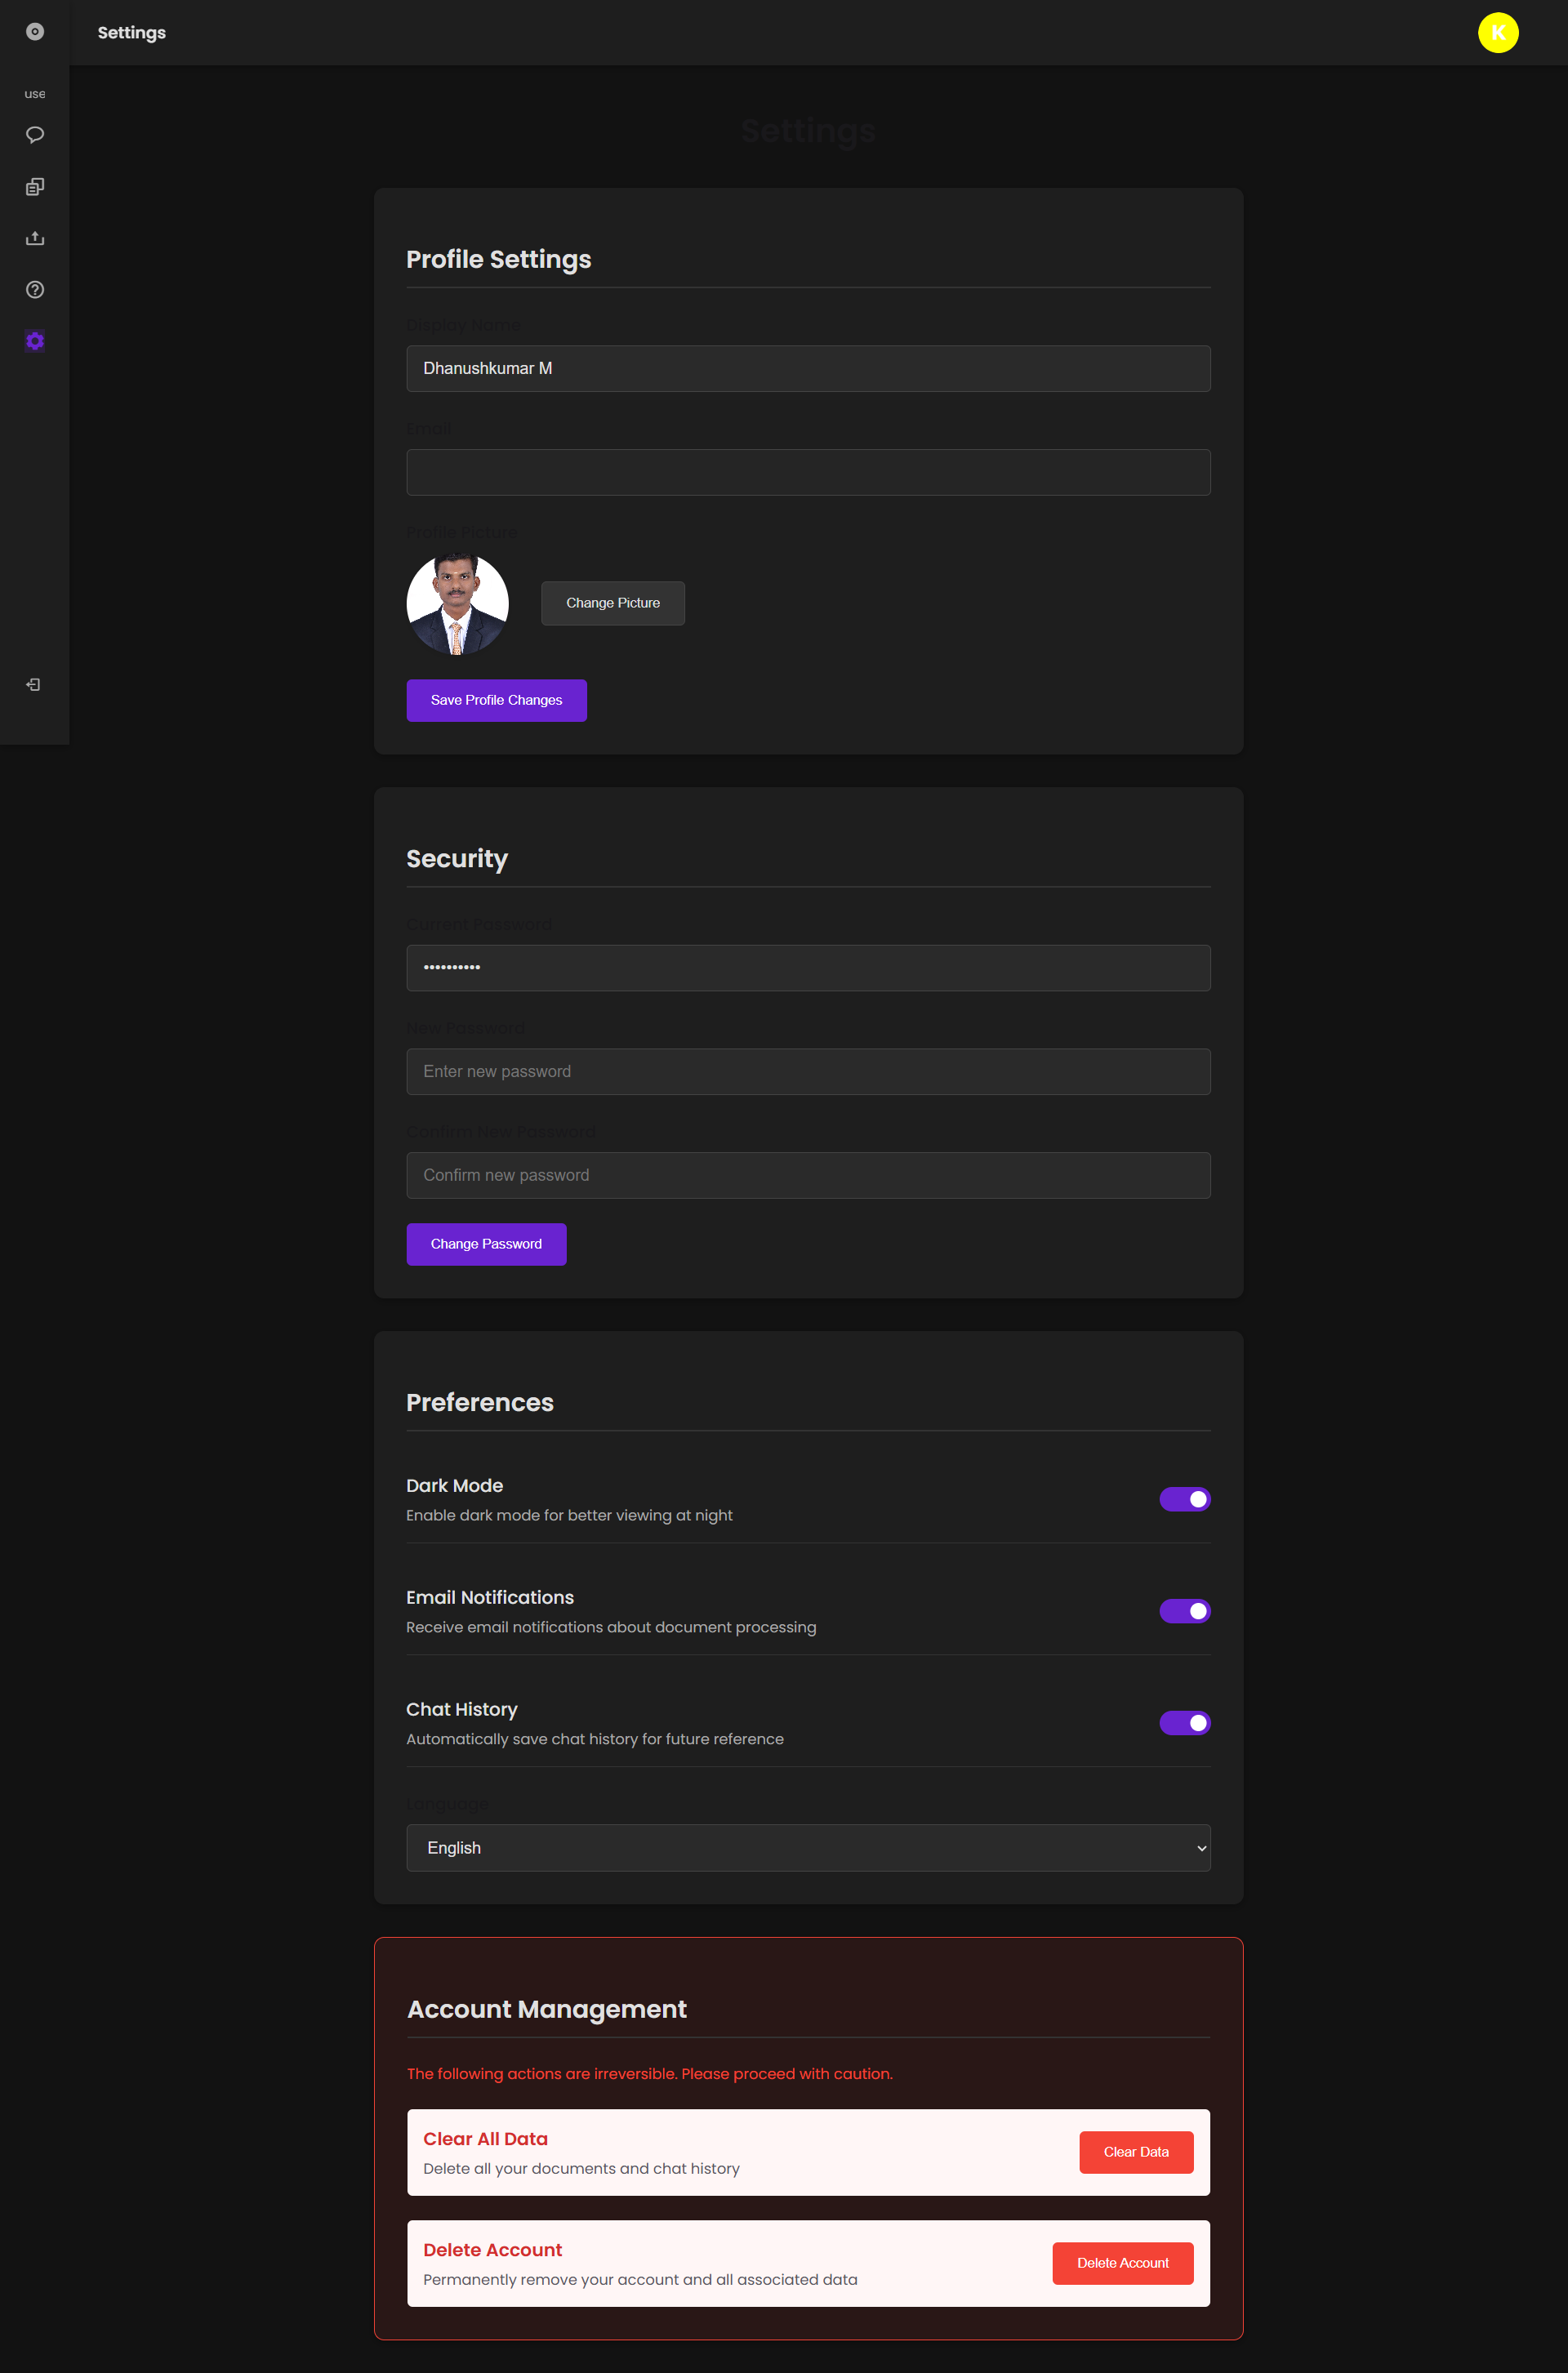 Settings
K
use
Settings
Profile Settings
Display Name
Dhanushkumar M
Email
Profile Picture
Change Picture
Save Profile Changes
Security
Current Password
••••••••••
New Password
Enter new password
Confirm New Password
Confirm new password
Change Password
Preferences
Dark Mode
Enable dark mode for better viewing at night
Email Notifications
Receive email notifications about document processing
Chat History
Automatically save chat history for future reference
Language
English
Account Management
The following actions are irreversible. Please proceed with caution.
Clear All Data
Delete all your documents and chat history
Clear Data
Delete Account
Permanently remove your account and all associated data
Delete Account